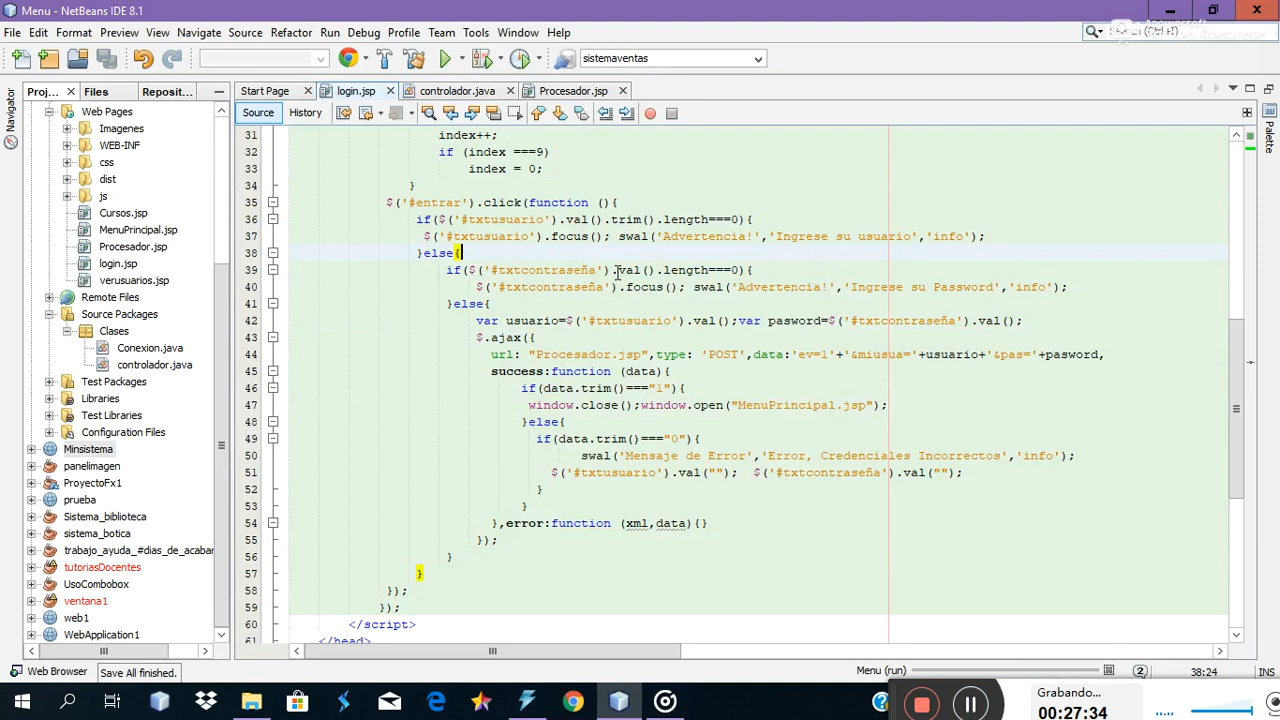 Menu - NetBeans IDE 8.1
File Edit Format Preview View Navigate Source Refactor Run Debug Profile Team Tools Window Help
sistemaventas
Proj... Files Reposit...
Start Page login.jsp controlador.java Procesador.jsp
Source History
Navigator
Palette
Web Pages
Imagenes
WEB-INF
css
dist
js
Cursos.jsp
MenuPrincipal.jsp
Procesador.jsp
login.jsp
verusuarios.jsp
Remote Files
Source Packages
Clases
Conexion.java
controlador.java
Test Packages
Libraries
Test Libraries
Configuration Files
Minsistema
panelimagen
ProyectoFx1
prueba
Sistema_biblioteca
sistema_botica
trabajo_ayuda_#dias_de_acabar
tutoriasDocentes
UsoCombobox
ventana1
web1
WebApplication1
31 index++;
32 if (index ===9)
33 index = 0;
34 }
35 $('#entrar').click(function (){
36 if($('#txtusuario').val().trim().length===0){
37 $('#txtusuario').focus(); swal('Advertencia!','Ingrese su usuario','info');
38 }else{
39 if($('#txtcontraseña').val().length===0){
40 $('#txtcontraseña').focus(); swal('Advertencia!','Ingrese su Password','info');
41 }else{
42 var usuario=$('#txtusuario').val();var pasword=$('#txtcontraseña').val();
43 $.ajax({
44 url: "Procesador.jsp",type: 'POST',data:'ev=1'+'&miusua='+usuario+'&pas='+pasword,
45 success:function (data){
46 if(data.trim()==="1"){
47 window.close();window.open("MenuPrincipal.jsp");
48 }else{
49 if(data.trim()==="0"){
50 swal('Mensaje de Error','Error, Credenciales Incorrectos','info');
51 $('#txtusuario').val(""); $('#txtcontraseña').val("");
52 }
53 }
54 },error:function (xml,data){}
55 });
56 }
57 }
58 });
59 });
60 </script>
61 </head>
Web Browser Save All finished. Menu (run) 2 38:24 INS
Grabando...
00:27:34